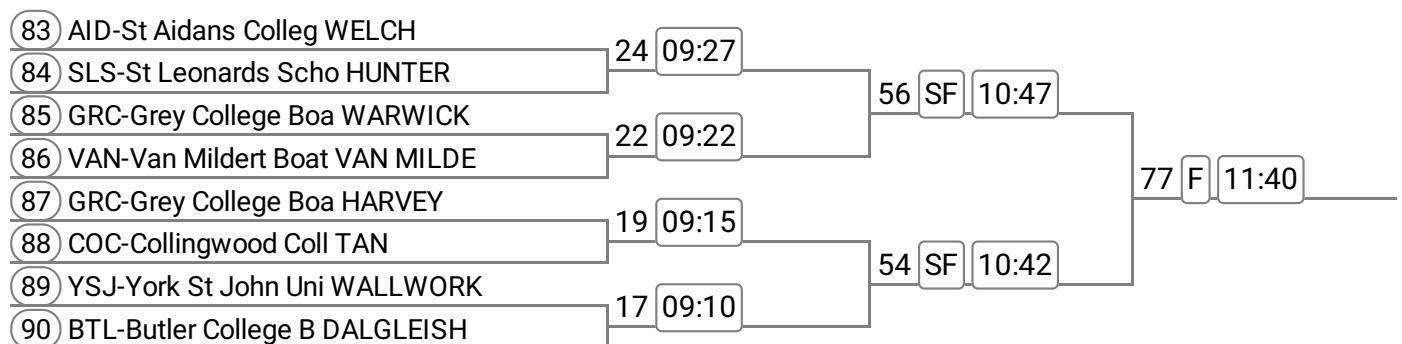 83 AID-St Aidans Colleg WELCH
24 09:27
84 SLS-St Leonards Scho HUNTER
56 SF 10:47
85 GRC-Grey College Boa WARWICK
22 09:22
86 VAN-Van Mildert Boat VAN MILDE
77 F 11:40
87 GRC-Grey College Boa HARVEY
19 09:15
88 COC-Collingwood Coll TAN
54 SF 10:42
89 YSJ-York St John Uni WALLWORK
17 09:10
90 BTL-Butler College B DALGLEISH